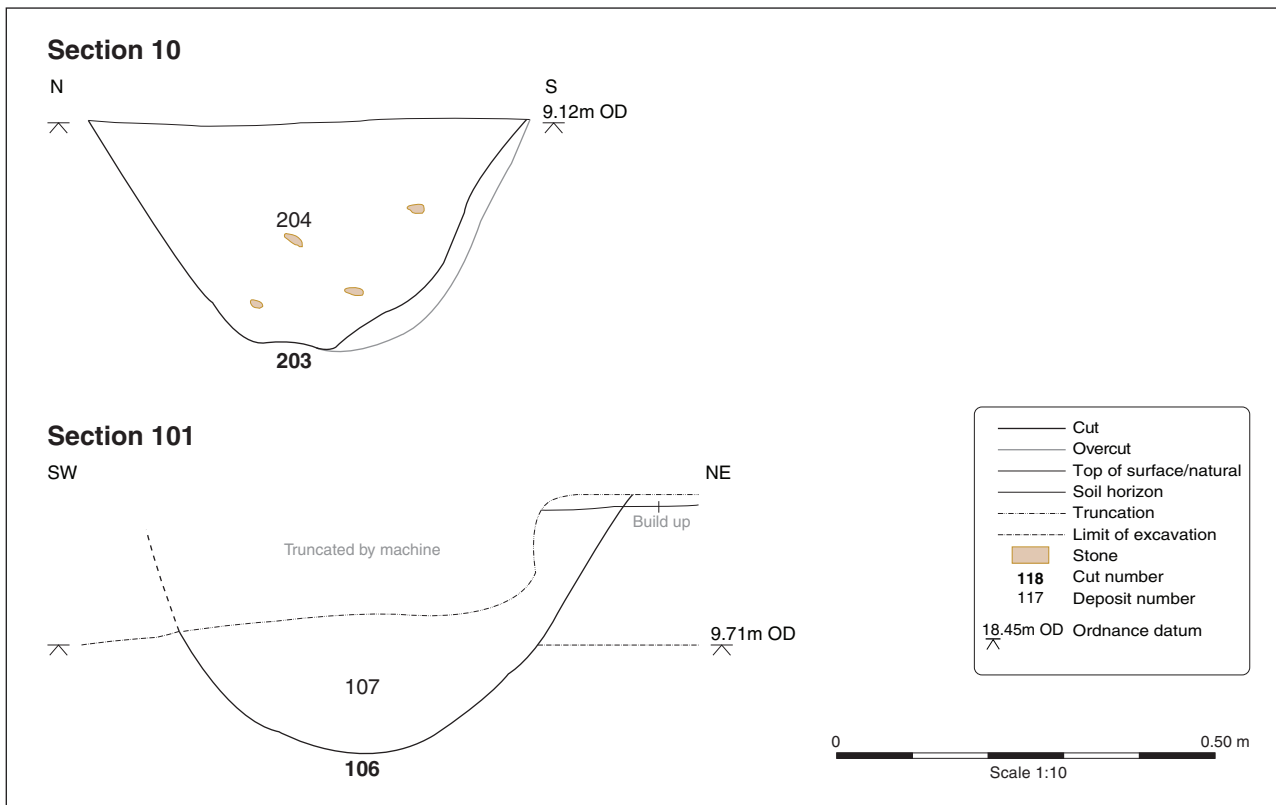 Section 10
N S
9.12m OD
204
203
Section 101
SW NE
Build up
Truncated by machine
9.71m OD
107
106
Cut
Overcut
Top of surface/natural
Soil horizon
Truncation
Limit of excavation
Stone
118 Cut number
117 Deposit number
18.45m OD Ordnance datum
0 0.50 m
Scale 1:10